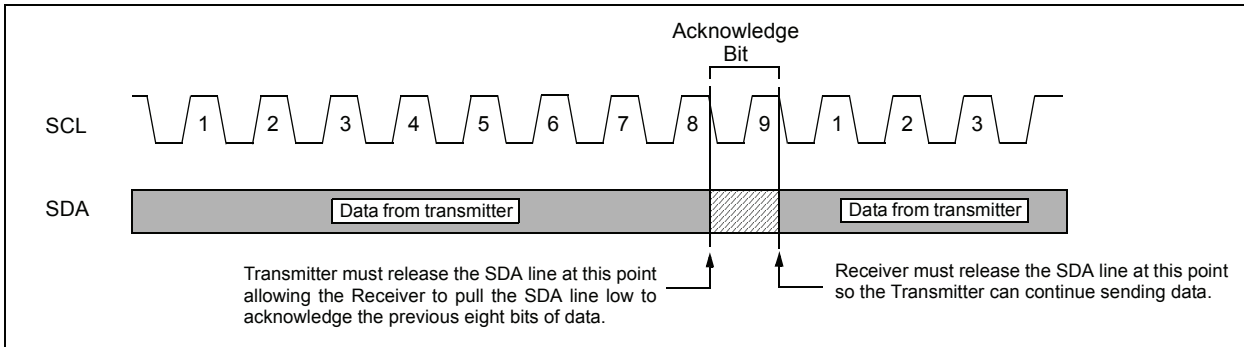 Acknowledge
Bit
SCL
1 2 3 4 5 6 7 8 9 1 2 3
SDA
Data from transmitter
Data from transmitter
Transmitter must release the SDA line at this point
allowing the Receiver to pull the SDA line low to
acknowledge the previous eight bits of data.
Receiver must release the SDA line at this point
so the Transmitter can continue sending data.